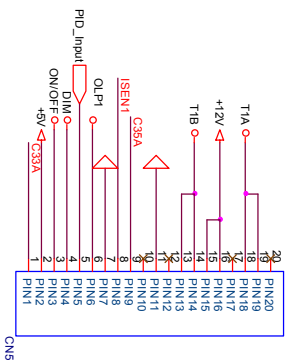 PID_Input
ON/OFF
DIM
+5V
C33A
OLP1
ISEN1
C35A
T1B
+12V
T1A
1
2
3
4
5
6
7
8
9
10
11
12
13
14
15
16
17
18
19
20
PIN1
PIN2
PIN3
PIN4
PIN5
PIN6
PIN7
PIN8
PIN9
PIN10
PIN11
PIN12
PIN13
PIN14
PIN15
PIN16
PIN17
PIN18
PIN19
PIN20
CN5